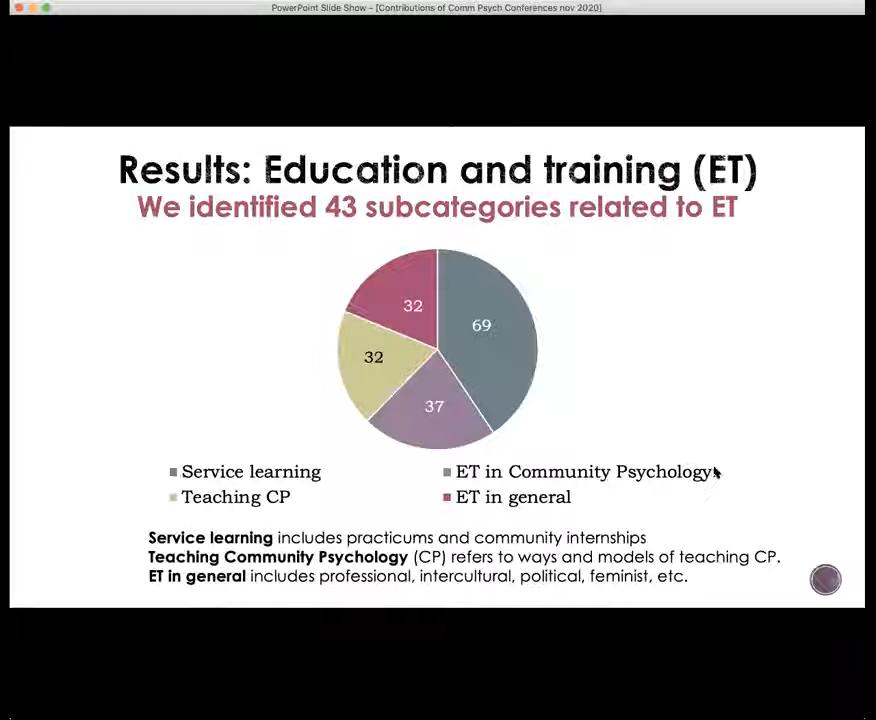 PowerPoint Slide Show - [Contributions of Comm Psych Conferences nov 2020]
Results: Education and training (ET)
We identified 43 subcategories related to ET
32
69
32
37
Service learning
ET in Community Psychology
Teaching CP
ET in general
Service learning includes practicums and community internships
Teaching Community Psychology (CP) refers to ways and models of teaching CP.
ET in general includes professional, intercultural, political, feminist, etc.